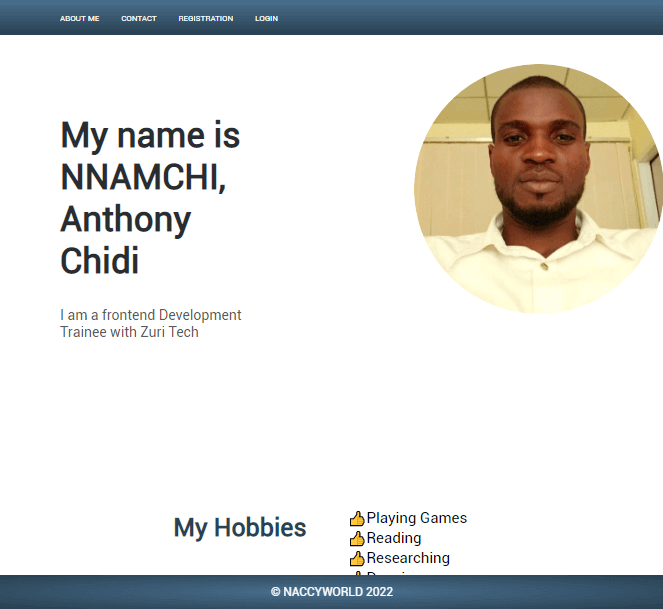 ABOUT ME CONTACT REGISTRATION LOGIN
My name is
NNAMCHI,
Anthony
Chidi
I am a frontend Development
Trainee with Zuri Tech
My Hobbies
👍Playing Games
👍Reading
👍Researching
© NACCYWORLD 2022